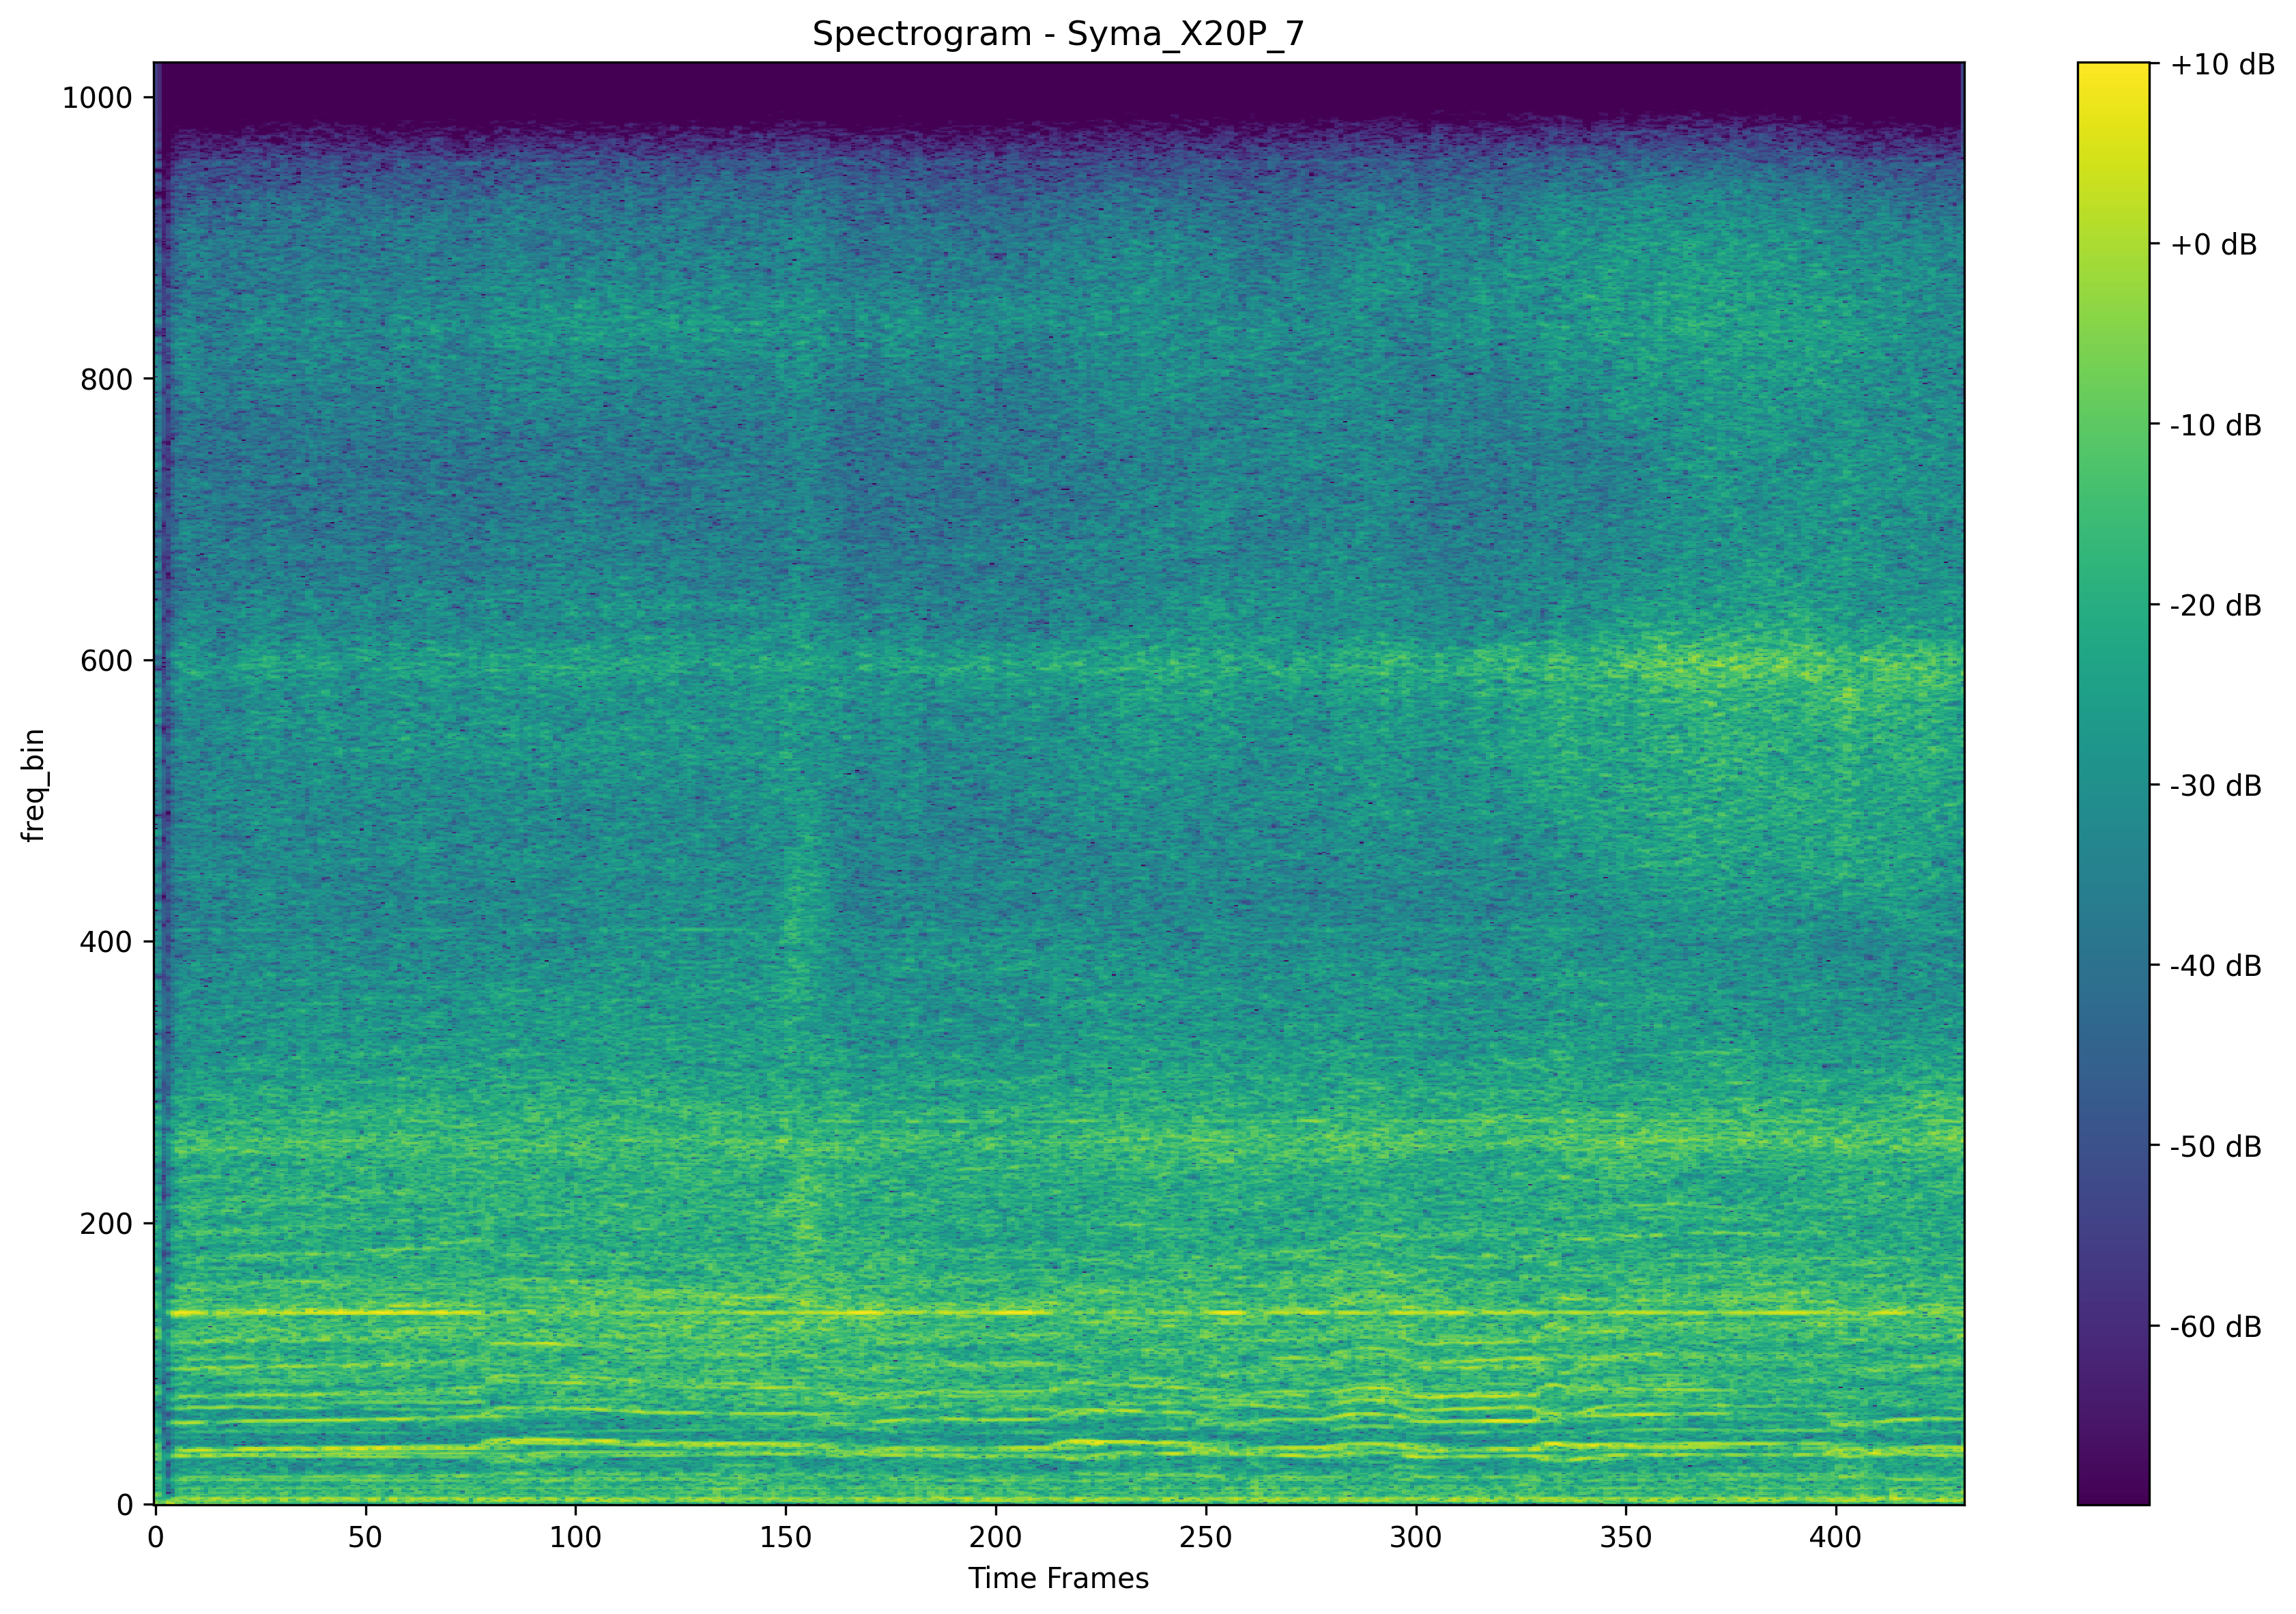 Spectrogram - Syma_X20P_7
freq_bin
1000
800
600
400
200
0
0 50 100 150 200 250 300 350 400
Time Frames
+10 dB
+0 dB
-10 dB
-20 dB
-30 dB
-40 dB
-50 dB
-60 dB